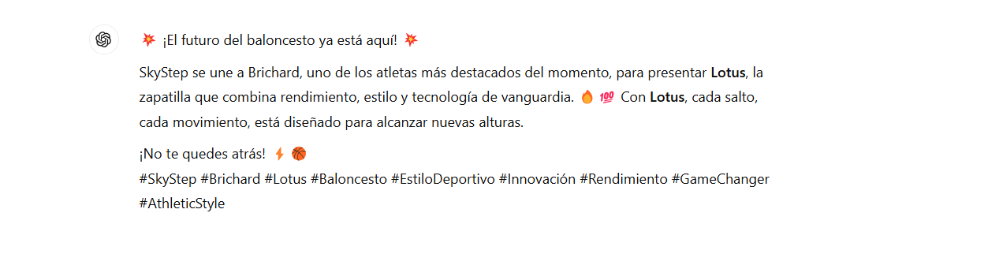 💥 ¡El futuro del baloncesto ya está aquí! 💥
SkyStep se une a Brichard, uno de los atletas más destacados del momento, para presentar Lotus, la
zapatilla que combina rendimiento, estilo y tecnología de vanguardia. 🔥 💯 Con Lotus, cada salto,
cada movimiento, está diseñado para alcanzar nuevas alturas.
¡No te quedes atrás! ⚡ 🏀
#SkyStep #Brichard #Lotus #Baloncesto #EstiloDeportivo #Innovación #Rendimiento #GameChanger
#AthleticStyle